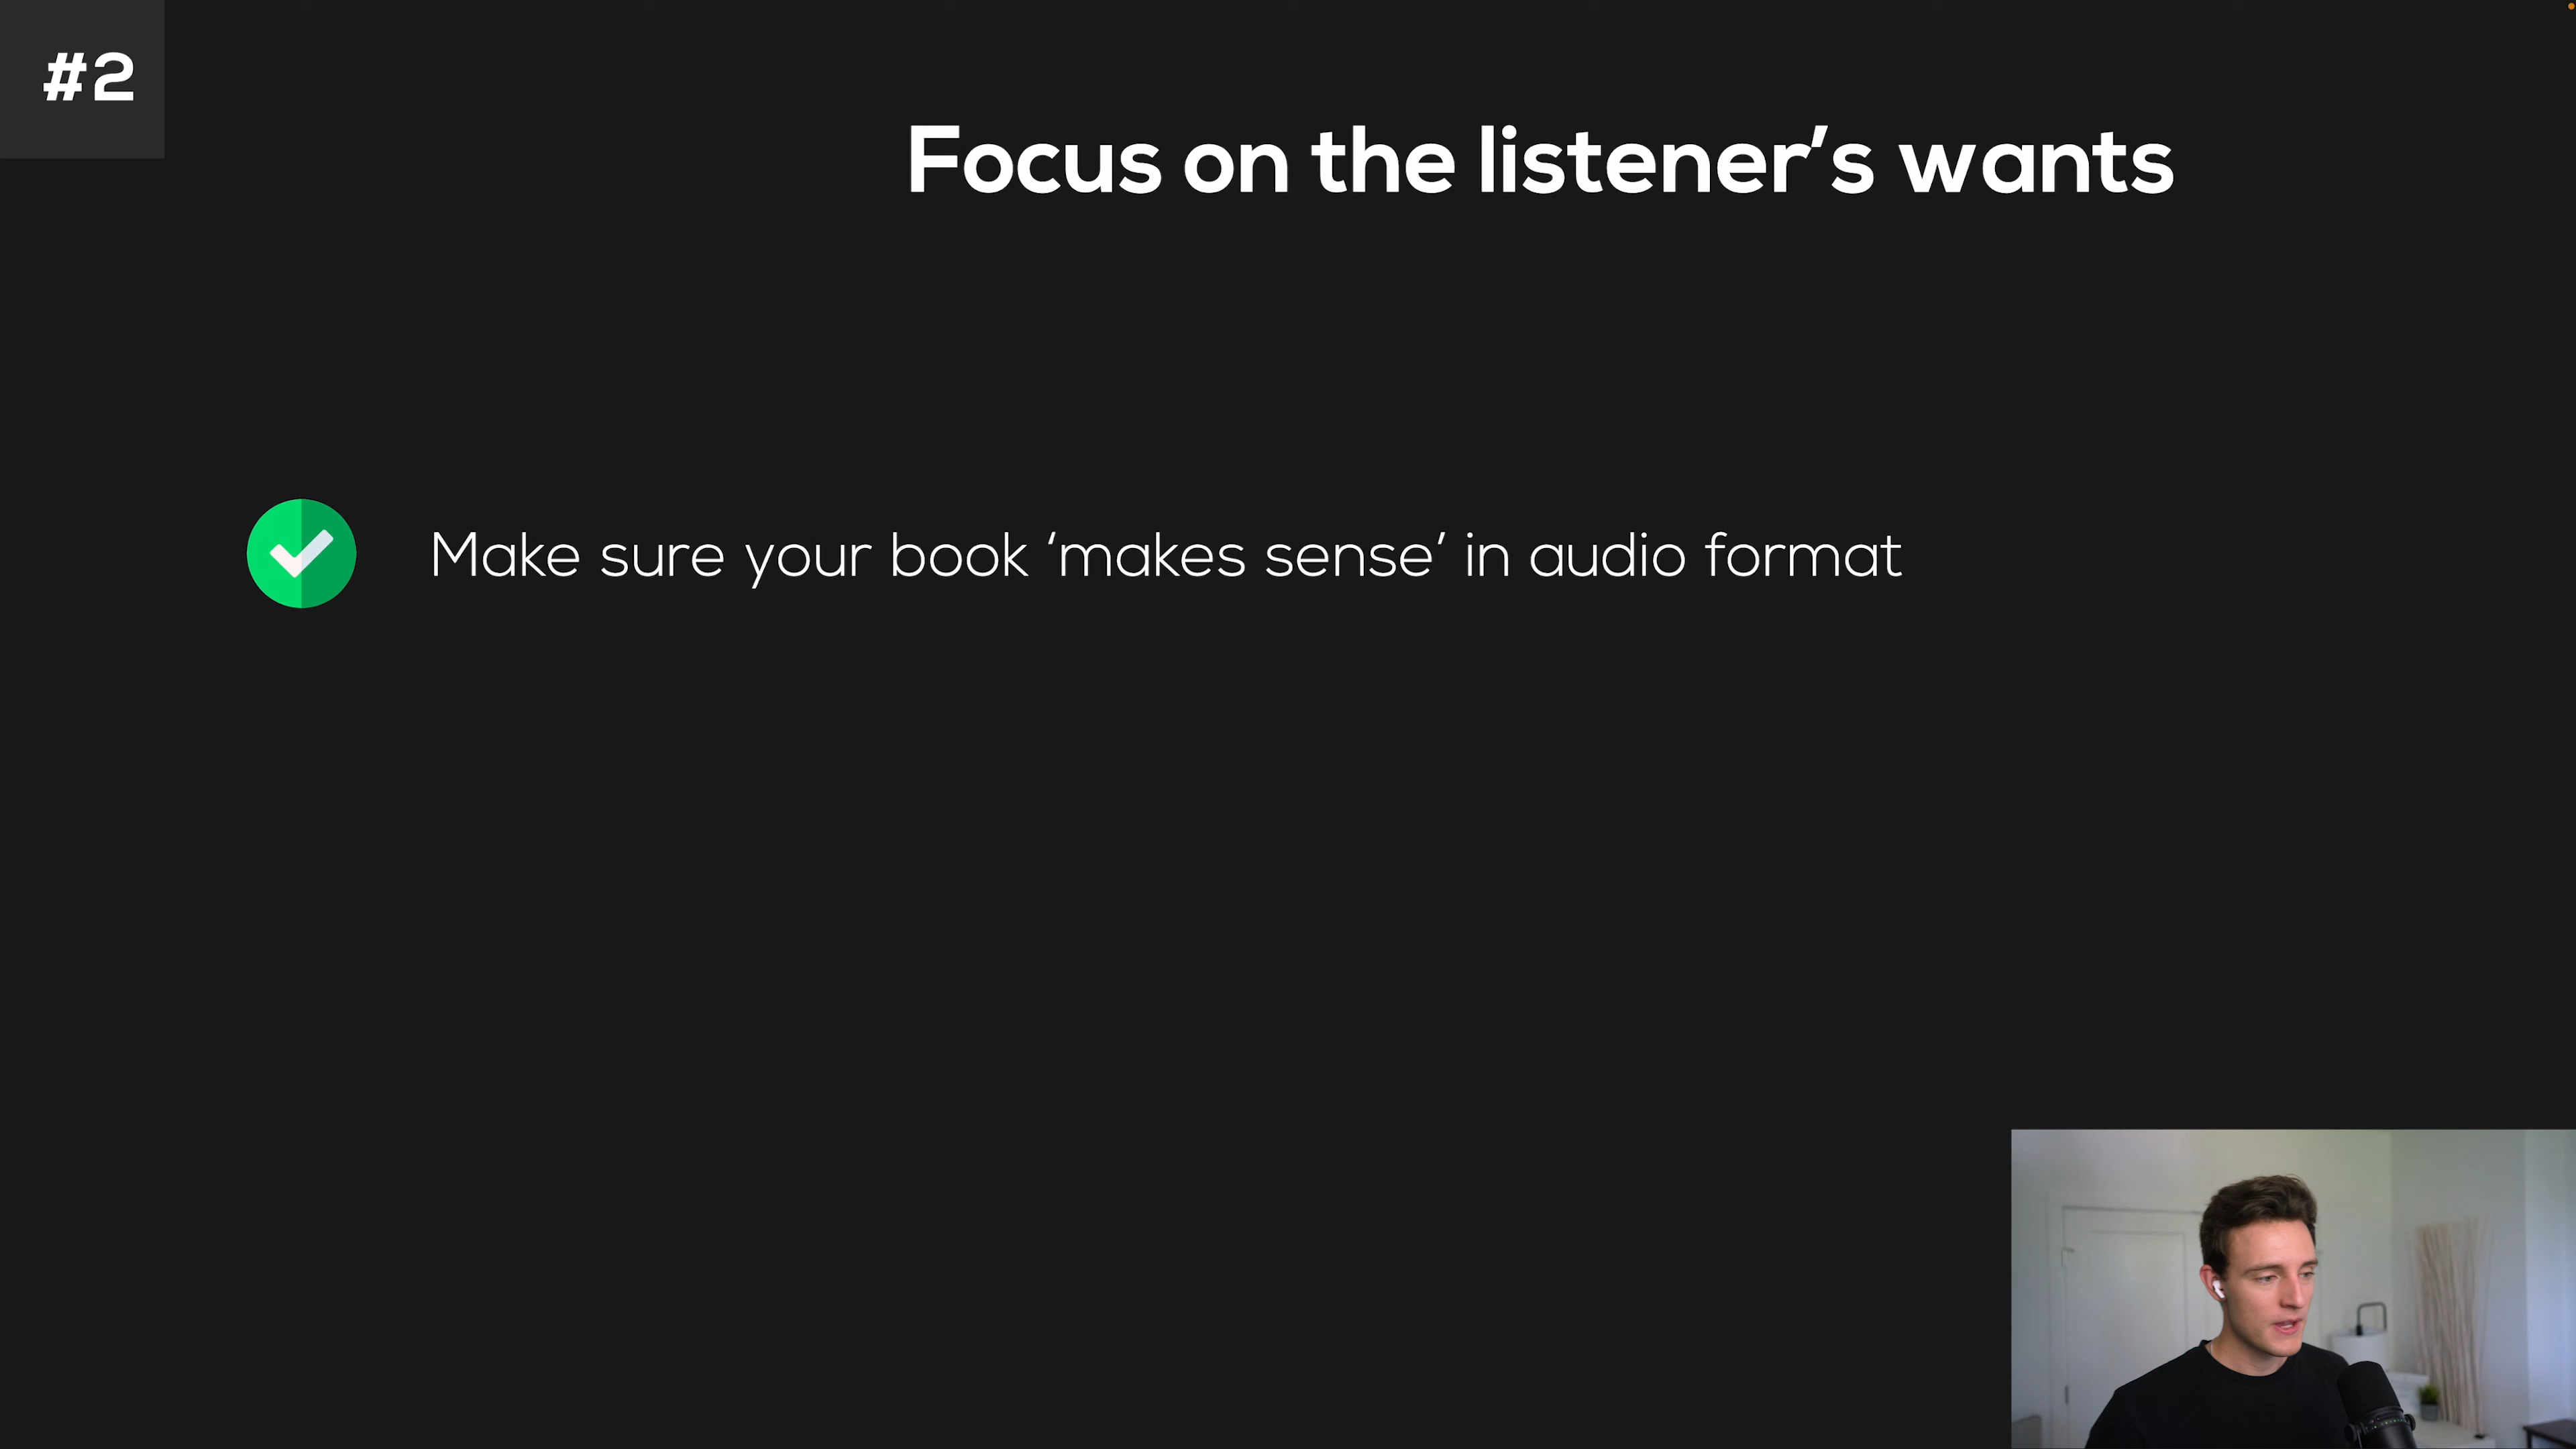 #2
Focus on the listener’s wants
Make sure your book ‘makes sense’ in audio format